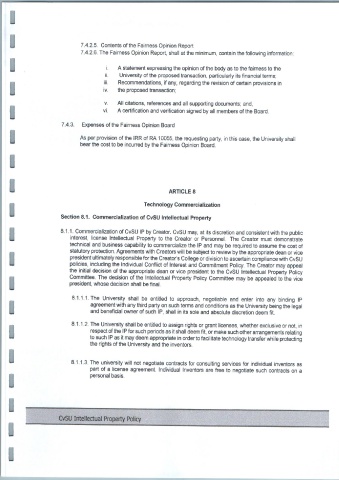 7.4.2.5 Contents of the Fairness Opinion Report
7.4.2.6 The Fairness Opinion Report, shall at the minimum, contain the following information:
i. A statement expressing the opinion of the body as to the fairness to the
ii. University of the proposed transaction, particularly its financial terms
iii. Recommendations, if any, regarding the revision of certain provisions in
iv. the proposed transaction;
v. All citations, references and all supporting documents; and,
vi. A certification and verification signed by all members of the Board.
7.4.3. Expenses of the Fairness Opinion Board
As per provision of the IRR of RA 10055, the requesting party, in this case, the University shall
bear the cost to be incurred by the Fairness Opinion Board.
ARTICLE 8
Technology Commercialization
Section 8.1. Commercialization of CvSU Intellectual Property
8.1.1. Commercialization of CvSU IP by Creator. CvSU may, at its discretion and consistent with the public
interest, license Intellectual Property to the Creator or Personnel. The Creator must demonstrate
technical and business capability to commercialize the IP and may be required to assume the cost of
statutory protection. Agreements with Creators will be subject to review by the appropriate dean or vice
president ultimately responsible for the Creator's College or division to ascertain compliance with CvSU
policies, including the Individual Conflict of Interest and Commitment Policy. The Creator may appeal
the initial decision of the appropriate dean or vice president to the CvSU Intellectual Property Policy
Committee. The decision of the Intellectual Property Policy Committee may be appealed to the vice
president, whose decision shall be final.
8.1.1.1 The University shall be entitled to approach, negotiate and enter into any binding IP
agreement with any third party on such terms and conditions as the University being the legal
and beneficial owner of such IP, shall in its sole and absolute discretion deem fit.
8.1.1.2 The University shall be entitled to assign rights or grant licenses, whether exclusive or not, in
respect of the IP for such periods as it shall deem fit, or make such other arrangements relating
to such IP as it may deem appropriate in order to facilitate technology transfer while protecting
the rights of the University and the inventors.
8.1.1.3 The university will not negotiate contracts for consulting services for individual inventors as
part of a license agreement. Individual Inventors are free to negotiate such contracts on a
personal basis.
CvSU Intellectual Property Policy